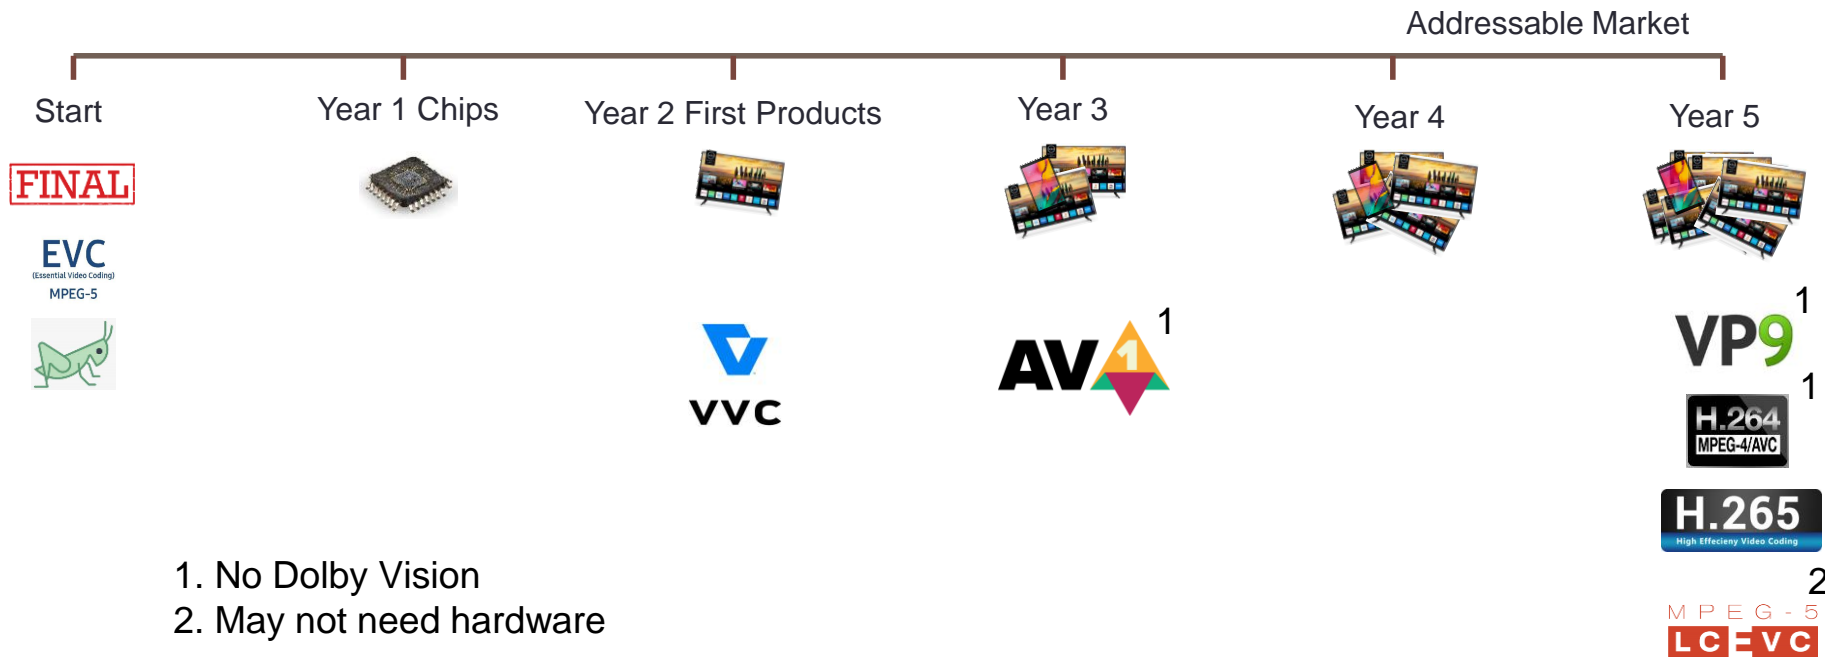 Addressable Market
Start
Year 1 Chips
Year 2 First Products
Year 3
Year 4
Year 5
FINAL
EVC
(Essential Video Coding)
MPEG-5
VVC
AV1 1
VP9 1
H.264 1
MPEG-4/AVC
H.265
High Effecieny Video Coding
2
MPEG-5
LCEVC
1. No Dolby Vision
2. May not need hardware